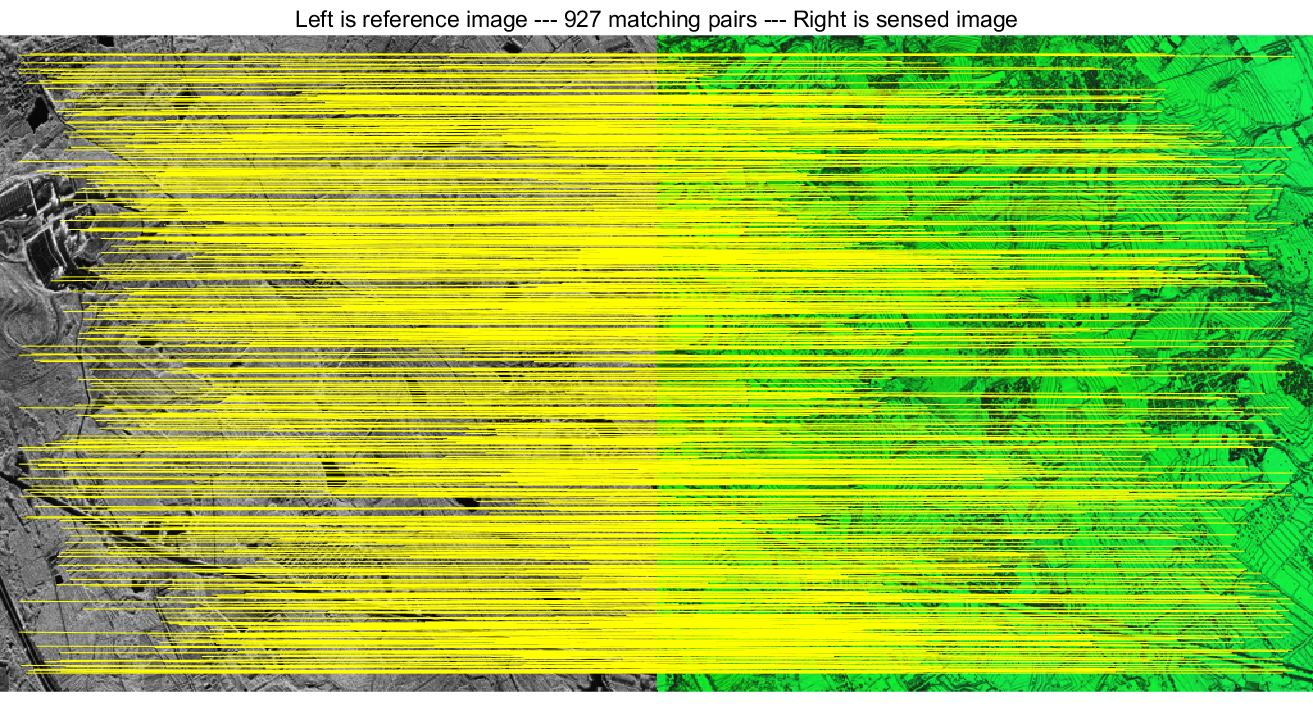 Left is reference image --- 927 matching pairs --- Right is sensed image